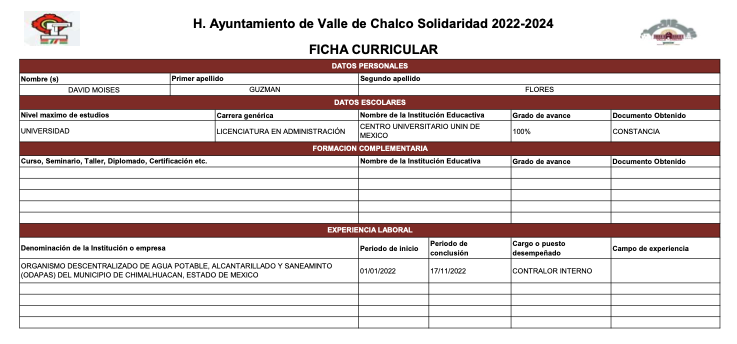 H. Ayuntamiento de Valle de Chalco Solidaridad 2022-2024
FICHA CURRICULAR
DATOS PERSONALES
Nombre (s) Primer apellido Segundo apellido
DAVID MOISES GUZMAN FLORES
DATOS ESCOLARES
Nivel maximo de estudios Carrera genérica Nombre de la Institución Educactiva Grado de avance Documento Obtenido
UNIVERSIDAD LICENCIATURA EN ADMINISTRACIÓN CENTRO UNIVERSITARIO UNIN DE MEXICO 100% CONSTANCIA
FORMACION COMPLEMENTARIA
Curso, Seminario, Taller, Diplomado, Certificación etc. Nombre de la Institución Educativa Grado de avance Documento Obtenido
EXPERIENCIA LABORAL
Denominación de la Institución o empresa Periodo de inicio Periodo de conclusión Cargo o puesto desempeñado Campo de experiencia
ORGANISMO DESCENTRALIZADO DE AGUA POTABLE, ALCANTARILLADO Y SANEAMINTO
(ODAPAS) DEL MUNICIPIO DE CHIMALHUACAN, ESTADO DE MEXICO 01/01/2022 17/11/2022 CONTRALOR INTERNO